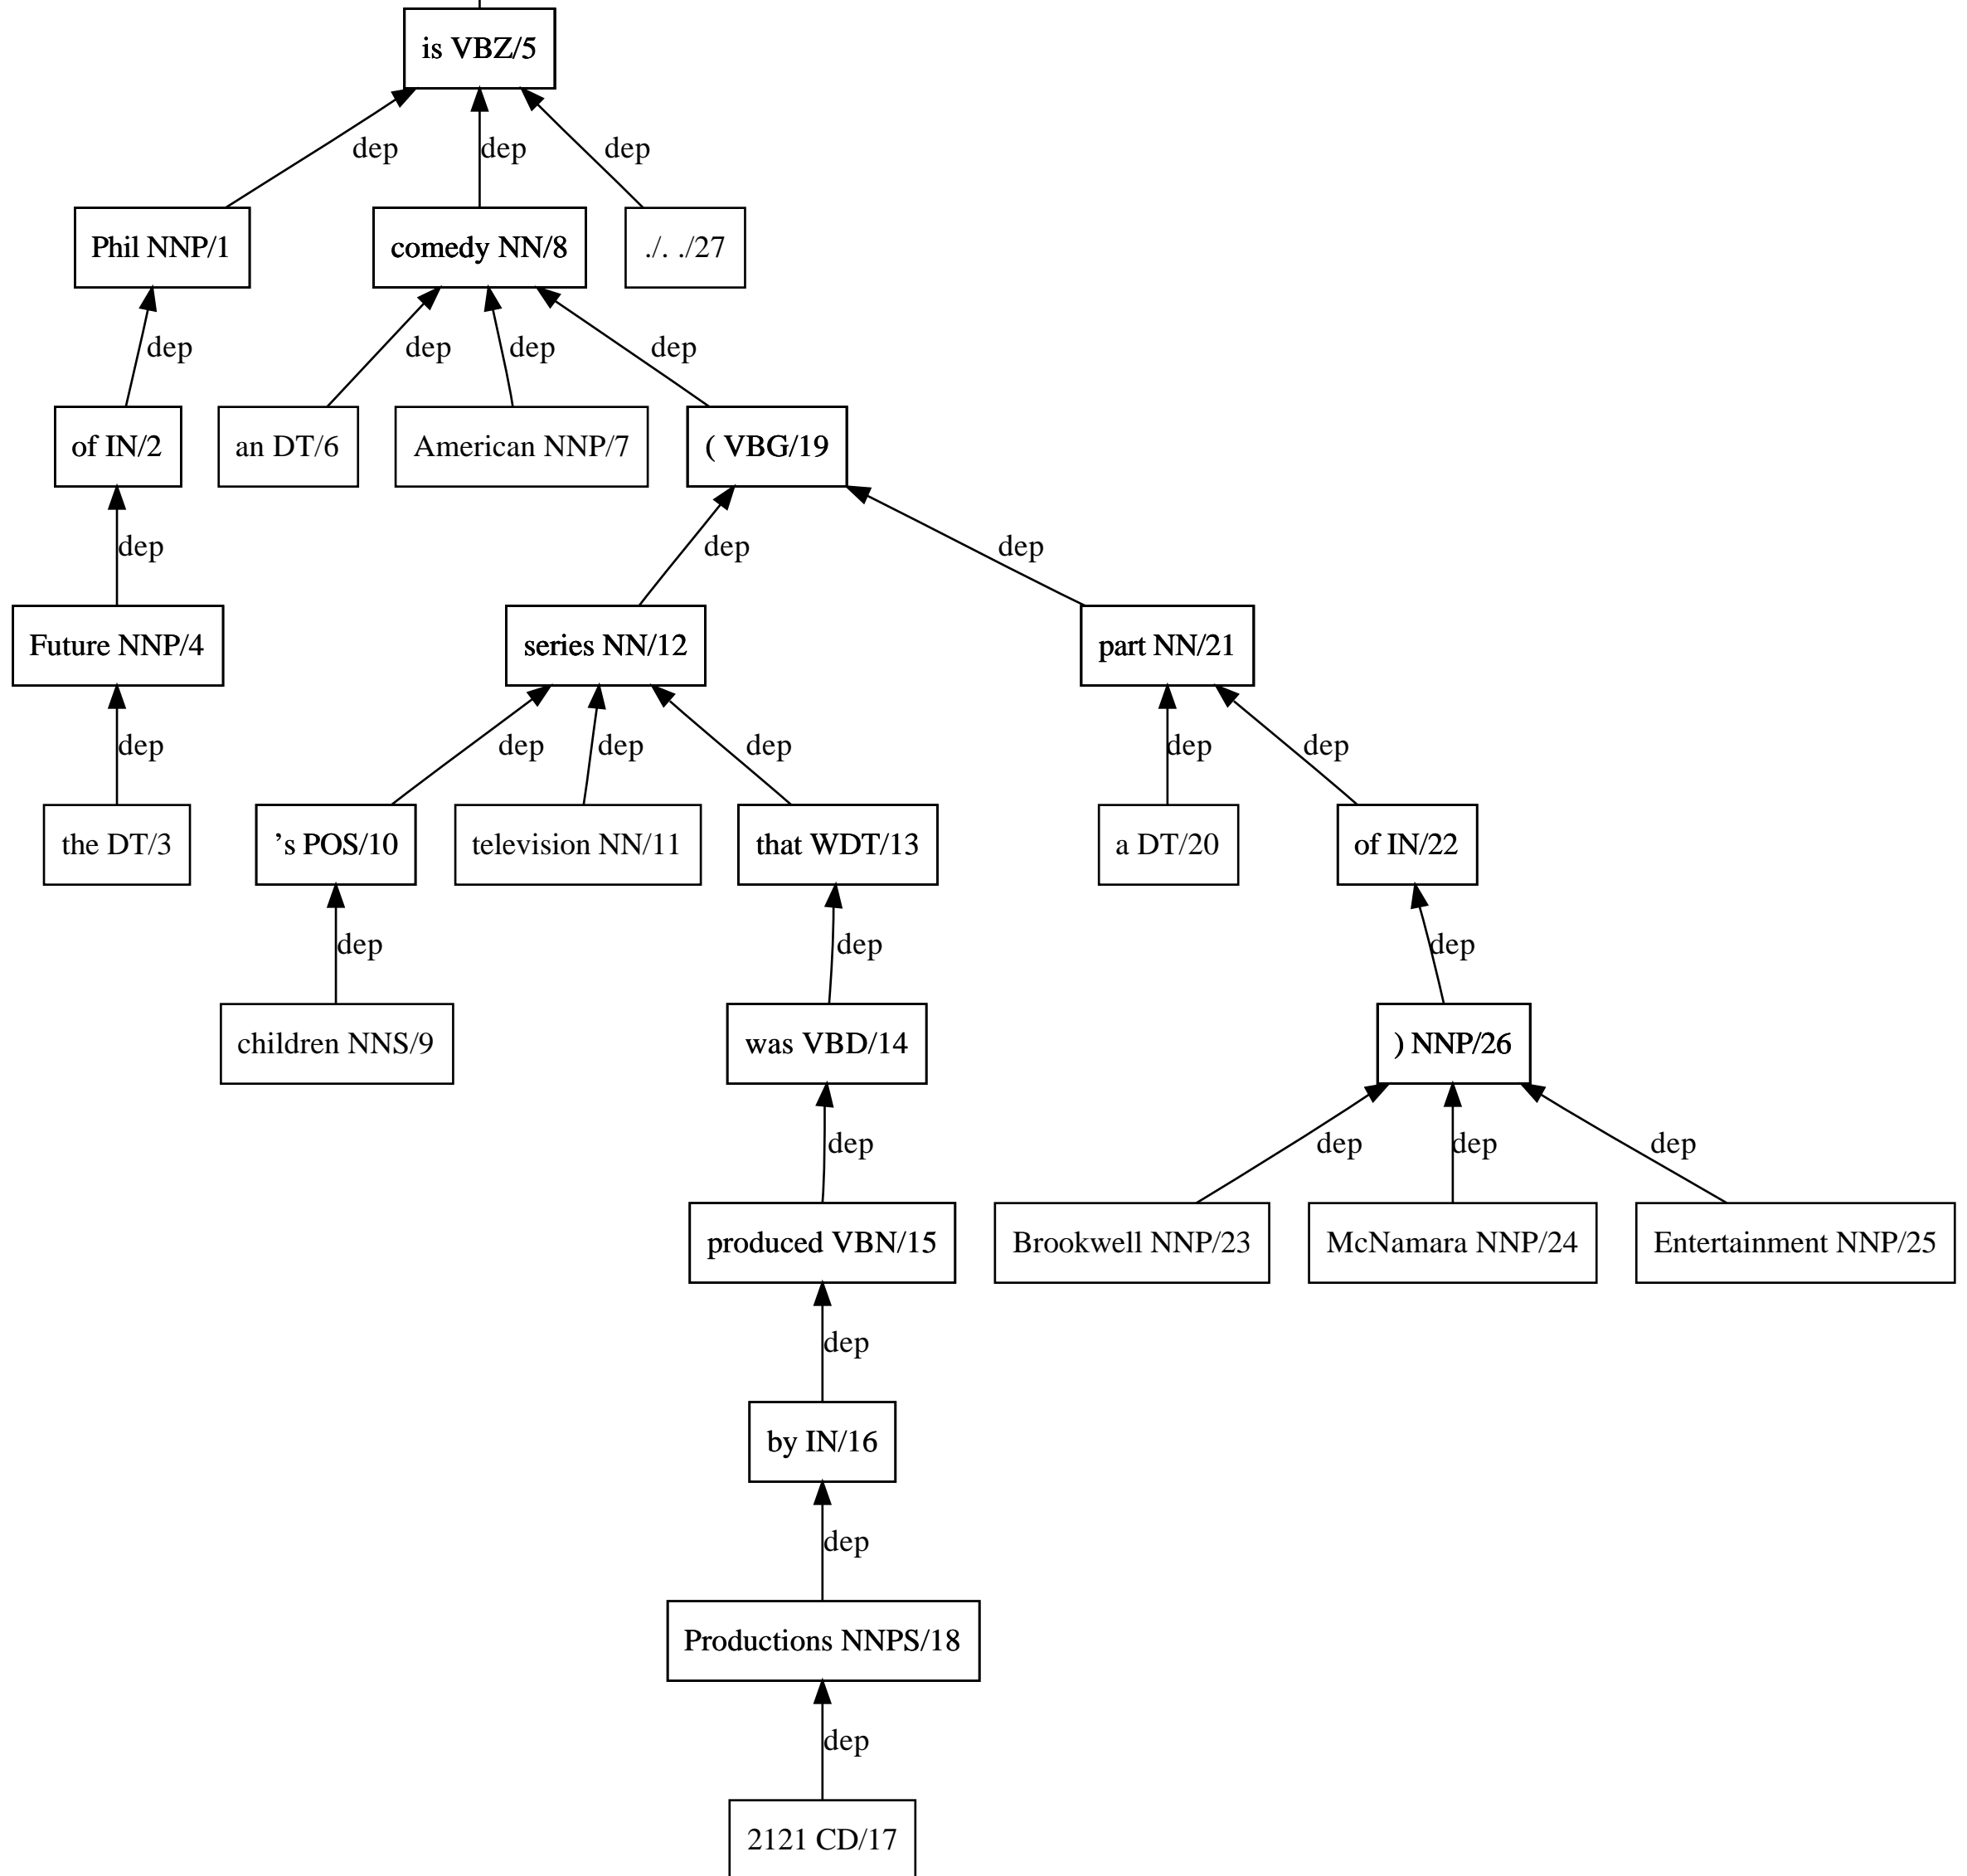 is VBZ/5
dep dep dep
Phil NNP/1 comedy NN/8 ./. ./27
dep dep dep dep
of IN/2 an DT/6 American NNP/7 ( VBG/19
dep dep dep
Future NNP/4 series NN/12 part NN/21
dep dep dep dep dep dep
the DT/3 ’s POS/10 television NN/11 that WDT/13 a DT/20 of IN/22
dep dep dep
children NNS/9 was VBD/14 ) NNP/26
dep dep dep dep
produced VBN/15 Brookwell NNP/23 McNamara NNP/24 Entertainment NNP/25
dep
by IN/16
dep
Productions NNPS/18
dep
2121 CD/17